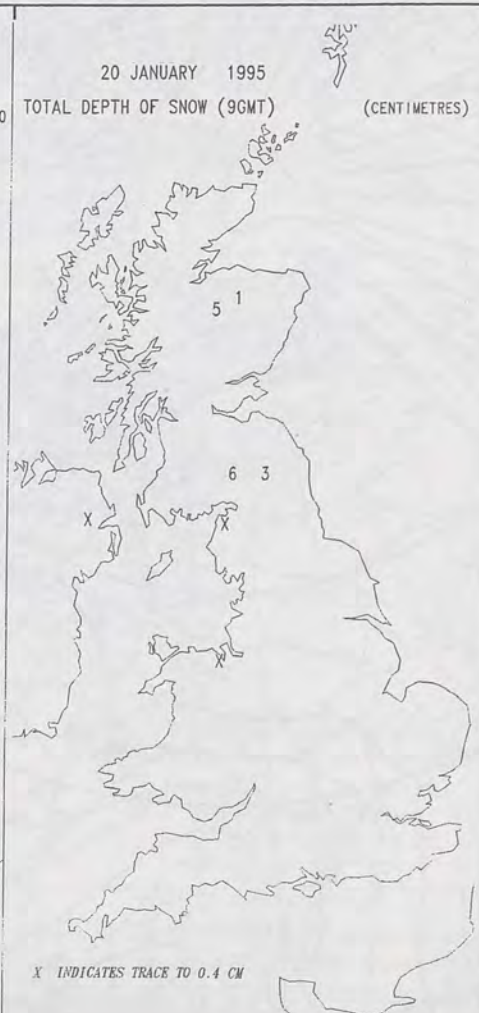 20 JANUARY 1995
0
TOTAL DEPTH OF SNOW (9GMT) (CENTIMETRES)
5 1
6 3
X
X
X
X INDICATES TRACE TO 0.4 CM